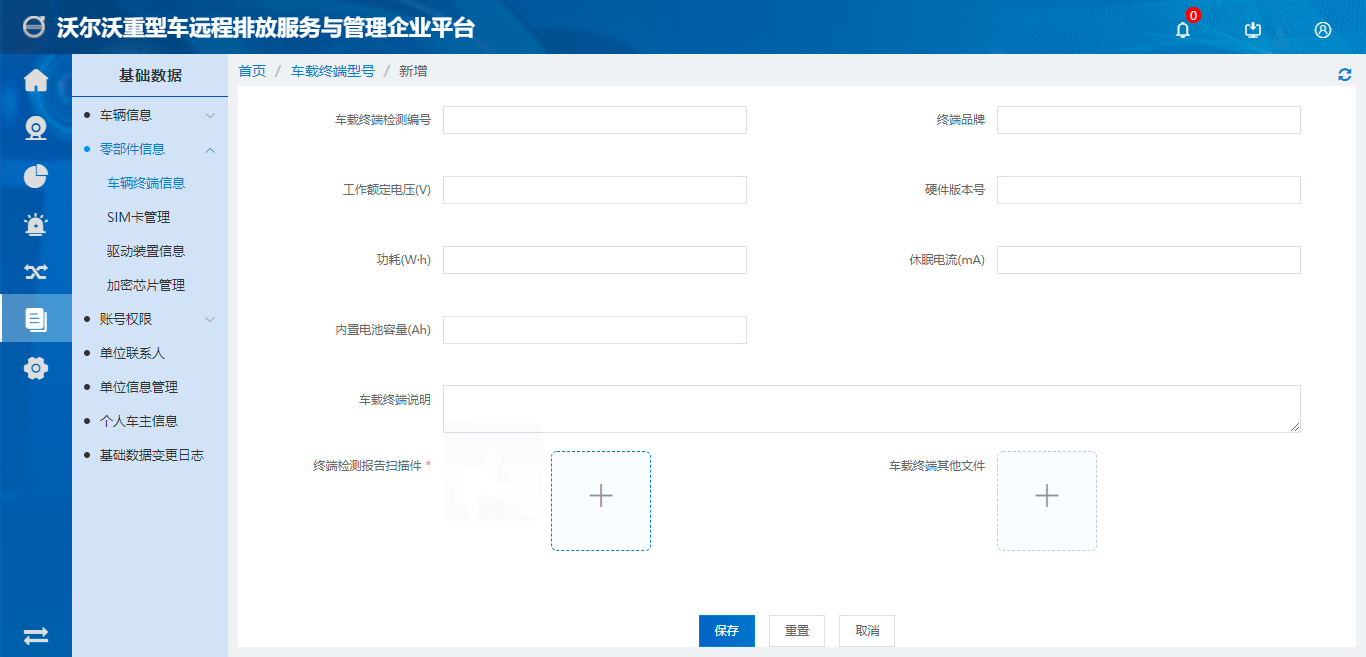 沃尔沃重型车远程排放服务与管理企业平台
0
基础数据
车辆信息
零部件信息
车辆终端信息
SIM卡管理
驱动装置信息
加密芯片管理
账号权限
单位联系人
单位信息管理
个人车主信息
基础数据变更日志
首页 / 车载终端型号 / 新增
车载终端检测编号
终端品牌
工作额定电压(V)
硬件版本号
功耗(W·h)
休眠电流(mA)
内置电池容量(Ah)
车载终端说明
终端检测报告扫描件 *
车载终端其他文件
保存
重置
取消